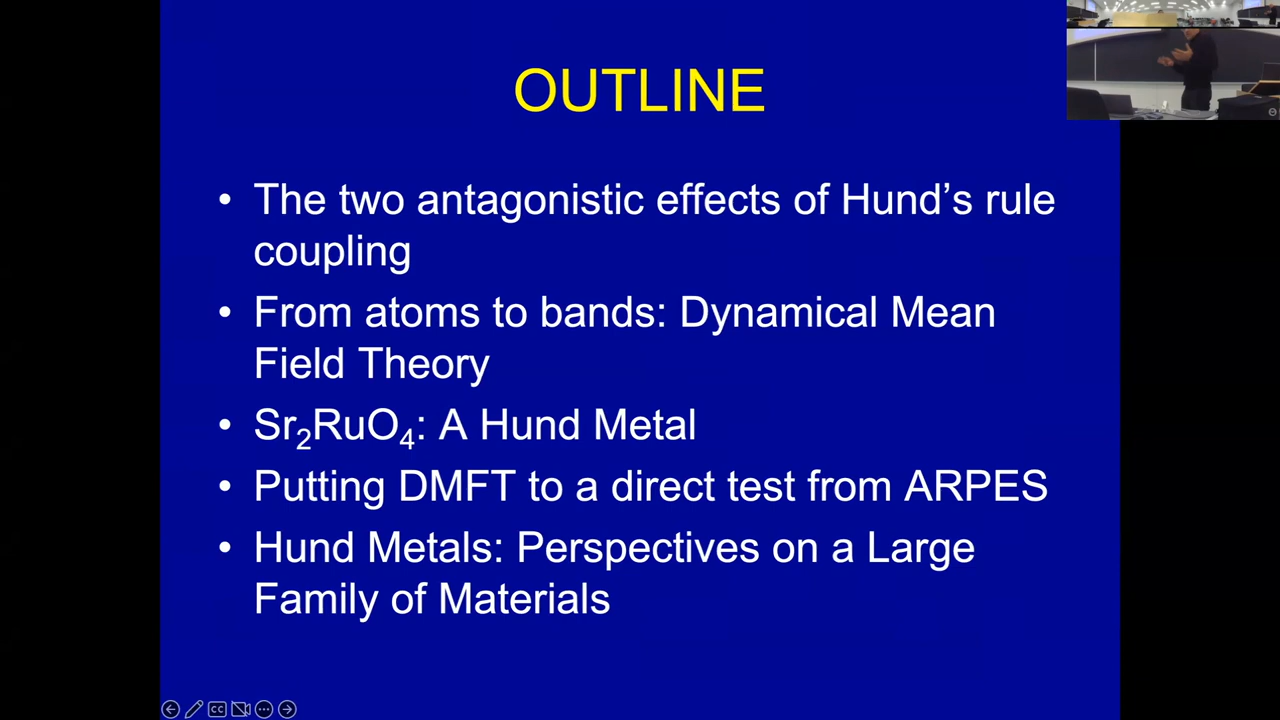 OUTLINE
• The two antagonistic effects of Hund’s rule
coupling
• From atoms to bands: Dynamical Mean
Field Theory
• Sr₂RuO₄: A Hund Metal
• Putting DMFT to a direct test from ARPES
• Hund Metals: Perspectives on a Large
Family of Materials
CC